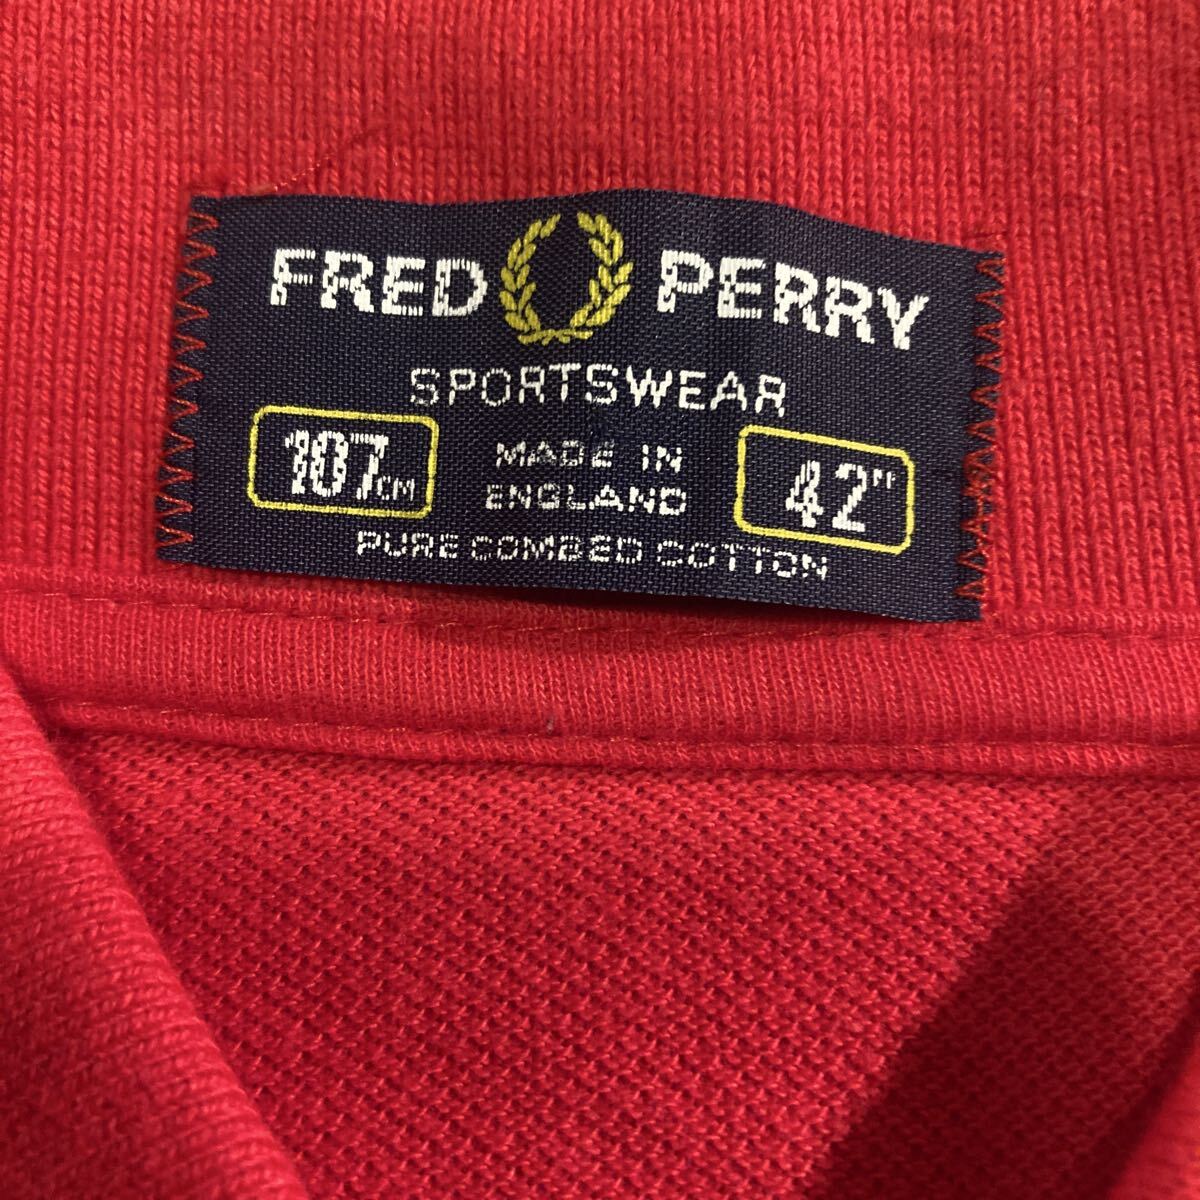 FRED PERRY
SPORTSWEAR
107CM MADE IN ENGLAND 42"
PURE COMBED COTTON